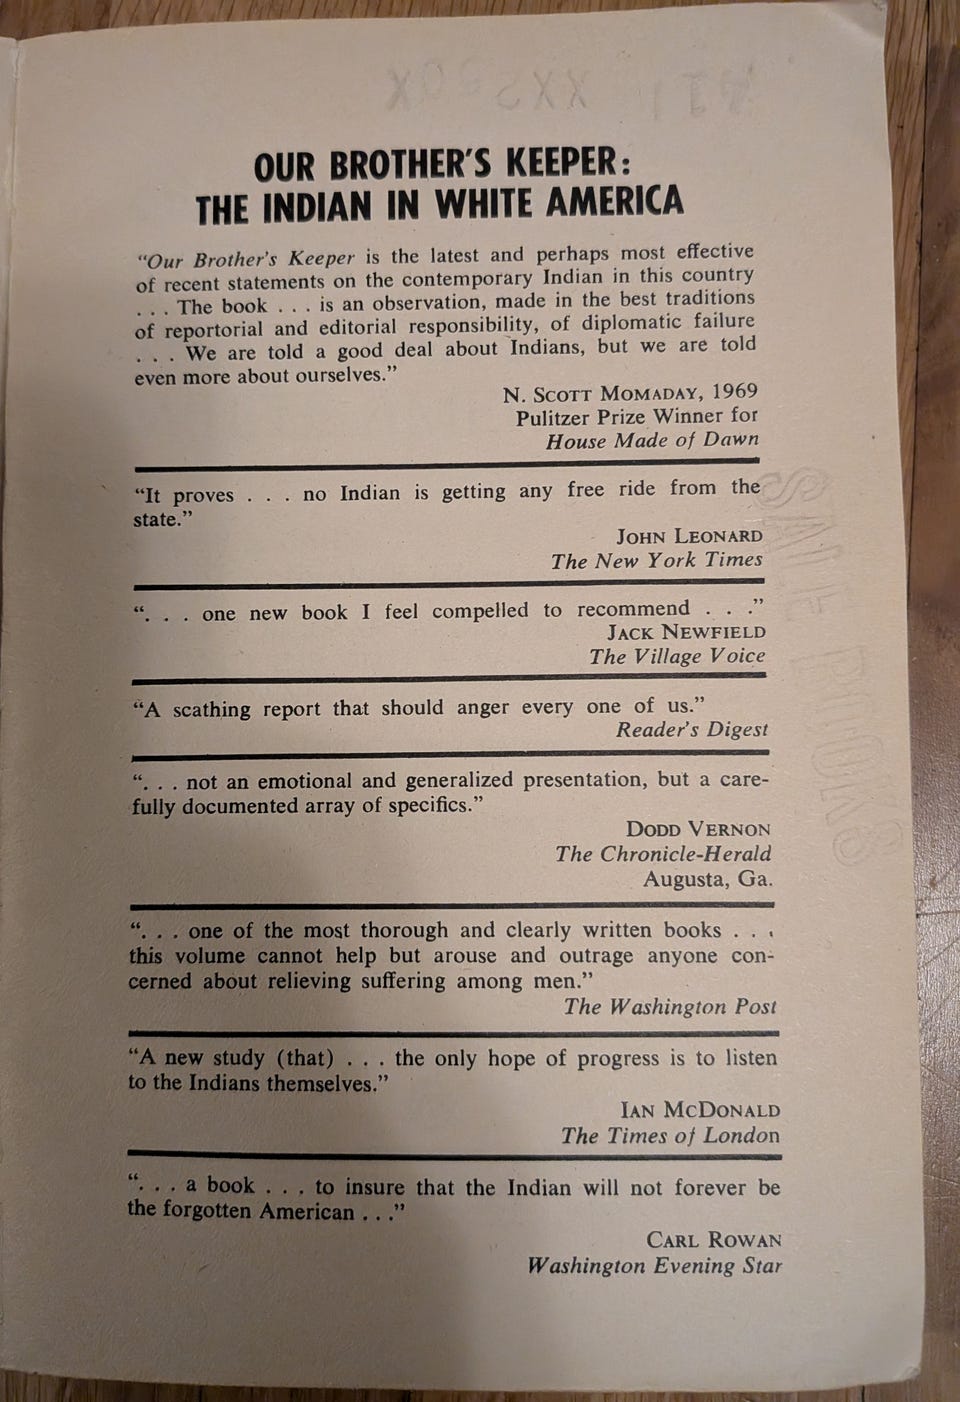 OUR BROTHER'S KEEPER:
THE INDIAN IN WHITE AMERICA
"Our Brother's Keeper is the latest and perhaps most effective
of recent statements on the contemporary Indian in this country
. . . The book . . . is an observation, made in the best traditions
of reportorial and editorial responsibility, of diplomatic failure
. . . We are told a good deal about Indians, but we are told
even more about ourselves."
N. SCOTT MOMADAY, 1969
Pulitzer Prize Winner for
House Made of Dawn
"It proves . . . no Indian is getting any free ride from the
state."
JOHN LEONARD
The New York Times
". . . one new book I feel compelled to recommend . . ."
JACK NEWFIELD
The Village Voice
"A scathing report that should anger every one of us."
Reader's Digest
". . . not an emotional and generalized presentation, but a care-
fully documented array of specifics."
DODD VERNON
The Chronicle-Herald
Augusta, Ga.
". . . one of the most thorough and clearly written books . . .
this volume cannot help but arouse and outrage anyone con-
cerned about relieving suffering among men."
The Washington Post
"A new study (that) . . . the only hope of progress is to listen
to the Indians themselves."
IAN MCDONALD
The Times of London
". . . a book . . . to insure that the Indian will not forever be
the forgotten American . . ."
CARL ROWAN
Washington Evening Star